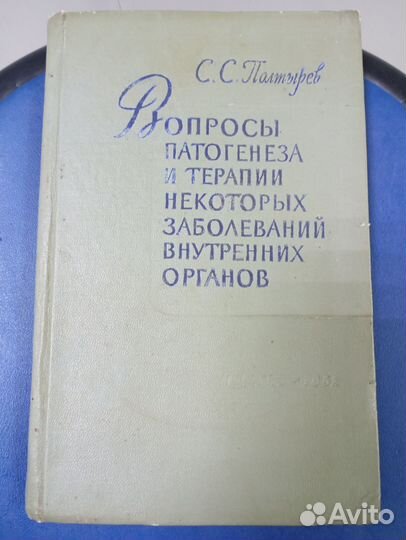 С. С. Полтырев
Вопросы
патогенеза
и терапии
некоторых
заболеваний
внутренних
органов
Avito